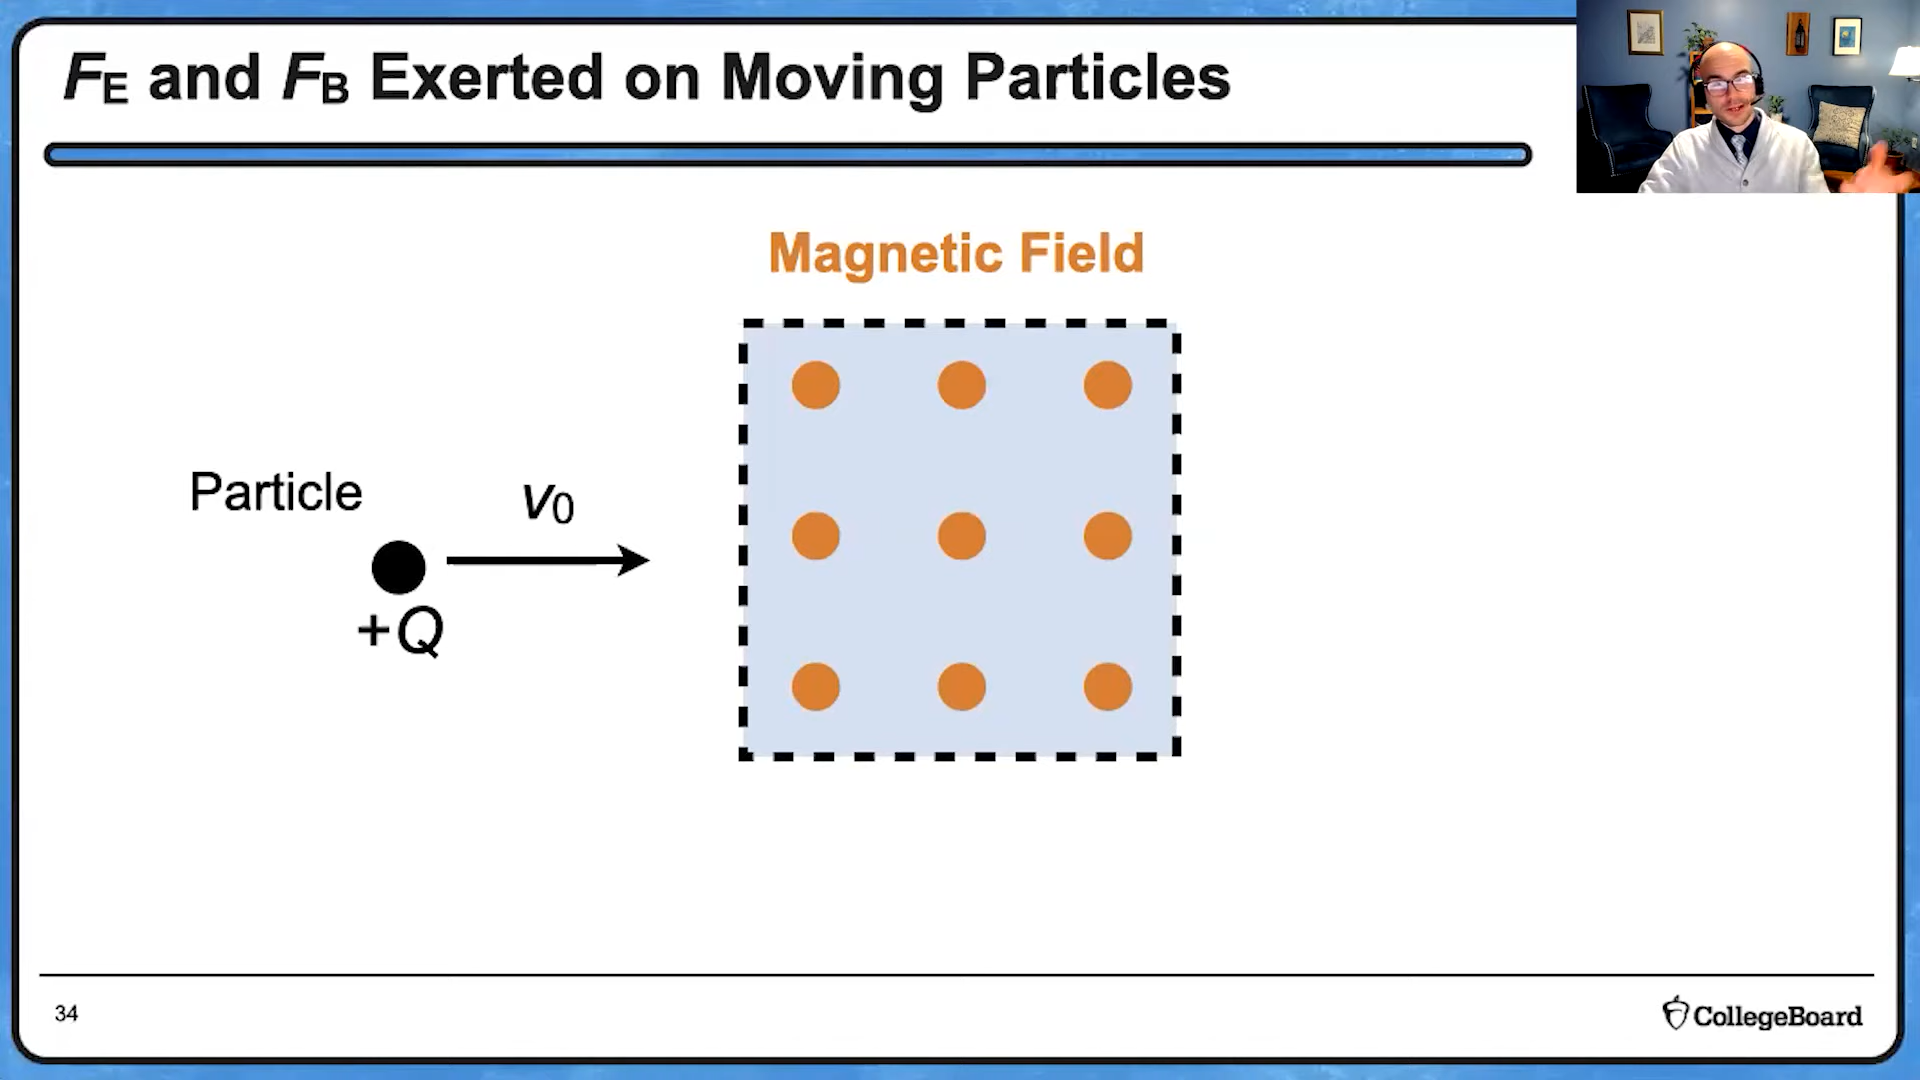 FE and FB Exerted on Moving Particles
Magnetic Field
Particle
v0
+Q
34
CollegeBoard